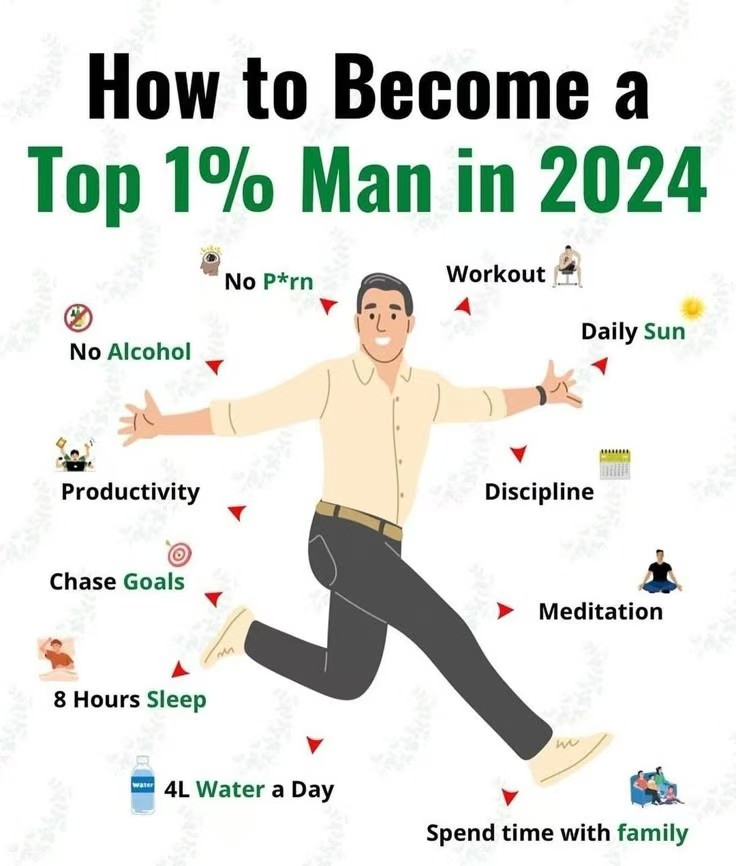 How to Become a
Top 1% Man in 2024
No P*rn
Workout
Daily Sun
No Alcohol
Productivity
Discipline
Chase Goals
Meditation
8 Hours Sleep
Water
4L Water a Day
Spend time with family